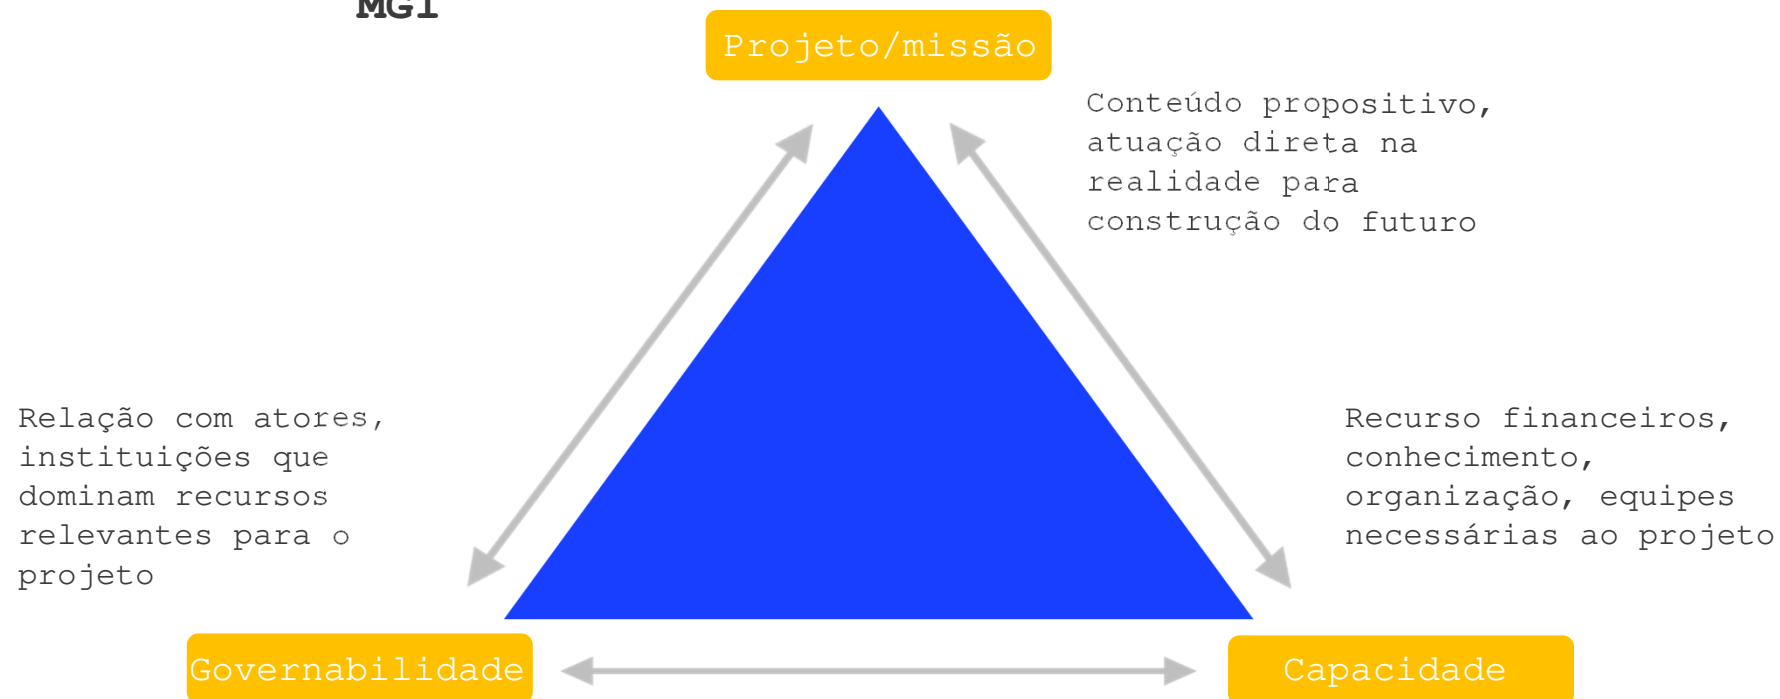 MGI
Projeto/missão
Conteúdo propositivo,
atuação direta na
realidade para
construção do futuro
Relação com atores,
instituições que
dominam recursos
relevantes para o
projeto
Recurso financeiros,
conhecimento,
organização, equipes
necessárias ao projeto
Governabilidade
Capacidade